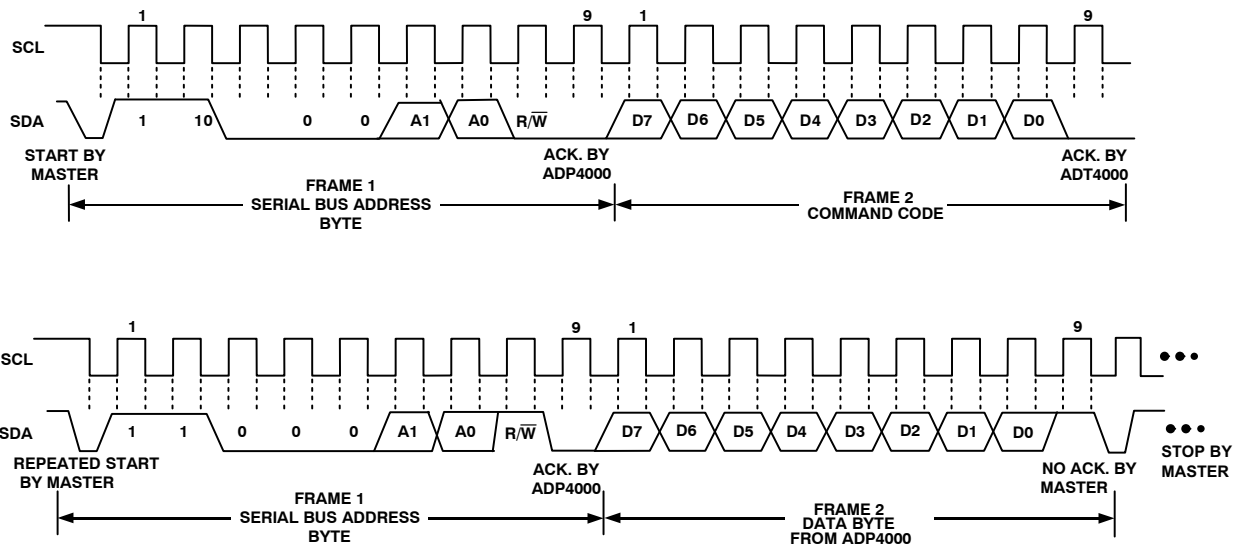 1 9 1 9
SCL
SDA 1 10 0 0 A1 A0 R/W̅ D7 D6 D5 D4 D3 D2 D1 D0
START BY
MASTER
ACK. BY
ADP4000
ACK. BY
ADT4000
FRAME 1
SERIAL BUS ADDRESS
BYTE
FRAME 2
COMMAND CODE
1 9 1 9
SCL
SDA 1 1 0 0 0 A1 A0 R/W̅ D7 D6 D5 D4 D3 D2 D1 D0
REPEATED START
BY MASTER
ACK. BY
ADP4000
NO ACK. BY
MASTER
STOP BY
MASTER
FRAME 1
SERIAL BUS ADDRESS
BYTE
FRAME 2
DATA BYTE
FROM ADP4000